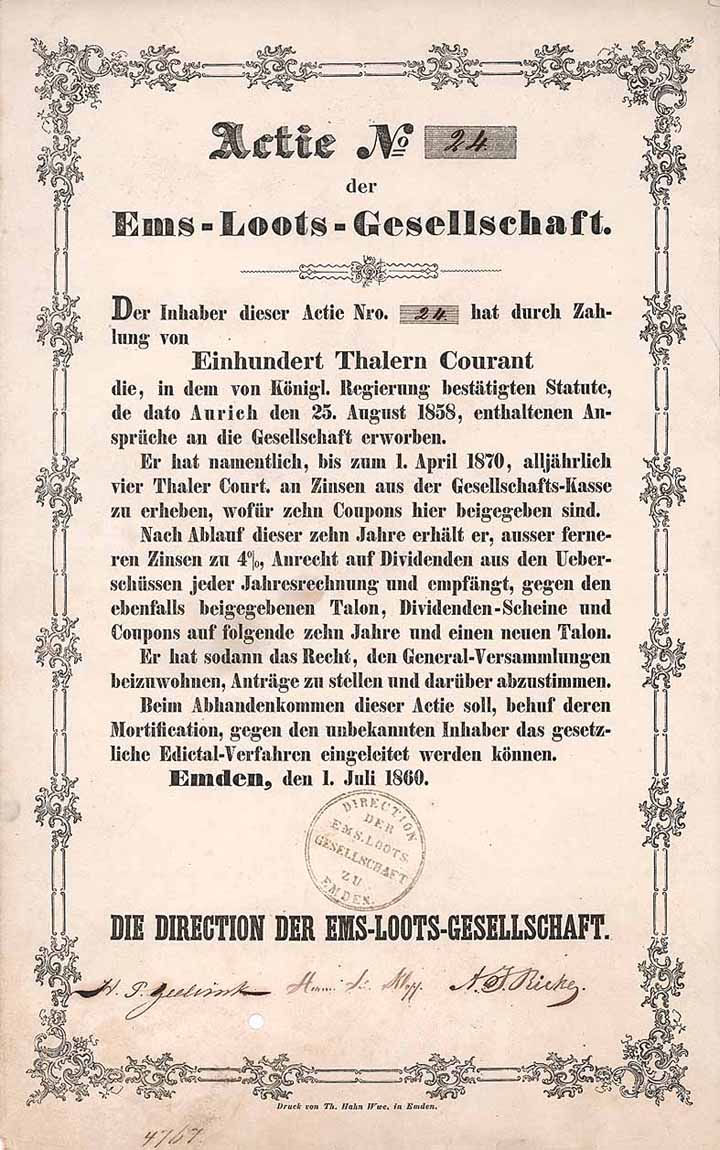 Actie No 24.
der
Ems-Loots-Gesellschaft.
Der Inhaber dieser Actie Nro. 24. hat durch Zah-
lung von
Einhundert Thalern Courant
die, in dem von Königl. Regierung bestätigten Statute,
de dato Aurich den 25. August 1858, enthaltenen An-
sprüche an die Gesellschaft erworben.
Er hat namentlich, bis zum 1. April 1870, alljährlich
vier Thaler Court. an Zinsen aus der Gesellschafts-Kasse
zu erheben, wofür zehn Coupons hier beigegeben sind.
Nach Ablauf dieser zehn Jahre erhält er, ausser ferne-
ren Zinsen zu 4%, Anrecht auf Dividenden aus den Ueber-
schüssen jeder Jahresrechnung und empfängt, gegen den
ebenfalls beigegebenen Talon, Dividenden-Scheine und
Coupons auf folgende zehn Jahre und einen neuen Talon.
Er hat sodann das Recht, den General-Versammlungen
beizuwohnen, Anträge zu stellen und darüber abzustimmen.
Beim Abhandenkommen dieser Actie soll, behuf deren
Mortification, gegen den unbekannten Inhaber das gesetz-
liche Edictal-Verfahren eingeleitet werden können.
Emden, den 1. Juli 1860.
DIRECTION
DER
EMS.LOOTS.
GESELLSCHAFT
ZU
EMDEN.
DIE DIRECTION DER EMS-LOOTS-GESELLSCHAFT.
Druck von Th. Hahn Wwe. in Emden.
4767